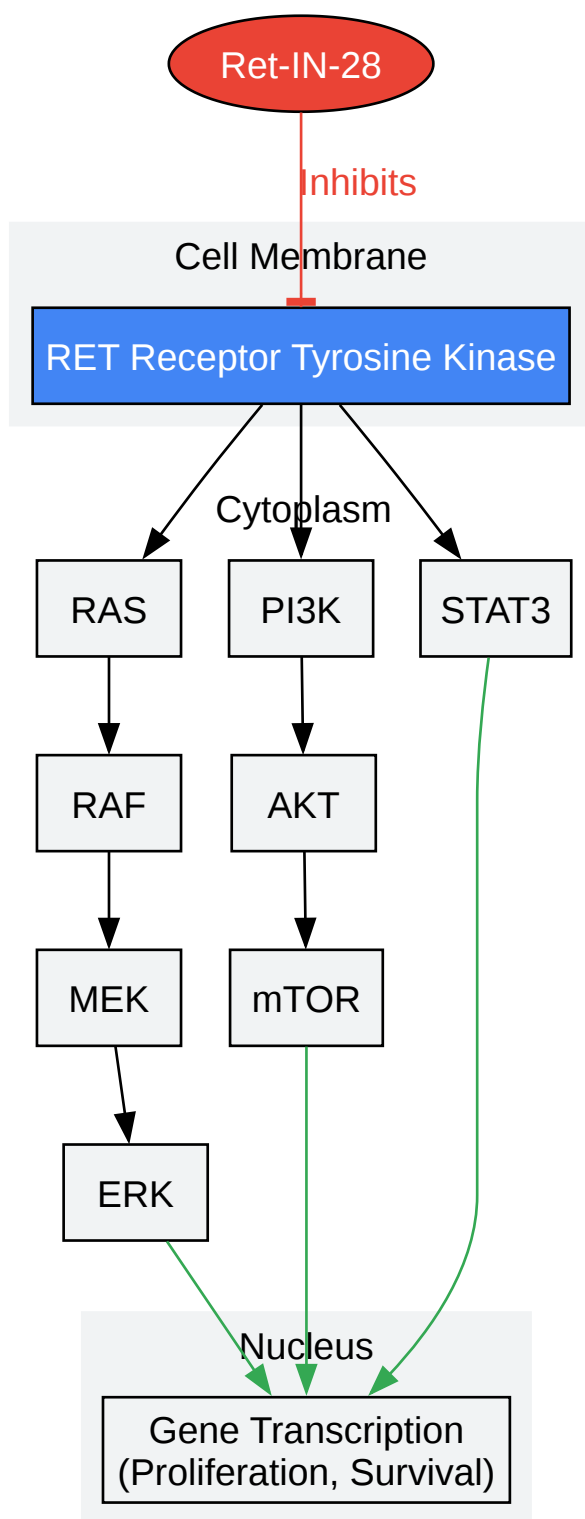 Ret-IN-28
Inhibits
Cell Membrane
RET Receptor Tyrosine Kinase
Cytoplasm
RAS
PI3K
STAT3
RAF
AKT
MEK
mTOR
ERK
Nucleus
Gene Transcription
(Proliferation, Survival)